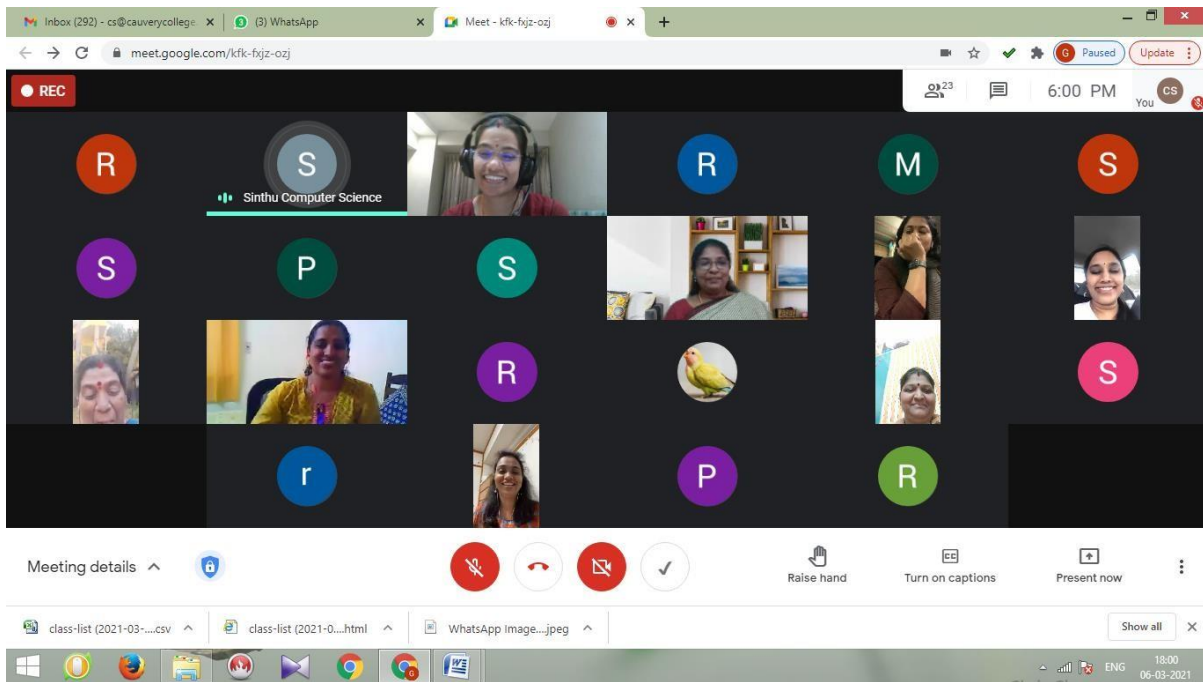 Inbox (292) - cs@cauverycollege.
(3) WhatsApp
Meet - kfk-fxjz-ozj
meet.google.com/kfk-fxjz-ozj
G
Paused
Update
REC
23
6:00 PM
You
CS
R
S
Sinthu Computer Science
R
M
S
S
P
S
R
S
r
P
R
Meeting details
Raise hand
CC
Turn on captions
Present now
class-list (2021-03-....csv
class-list (2021-0....html
WhatsApp Image....jpeg
Show all
ENG
18:00
06-03-2021